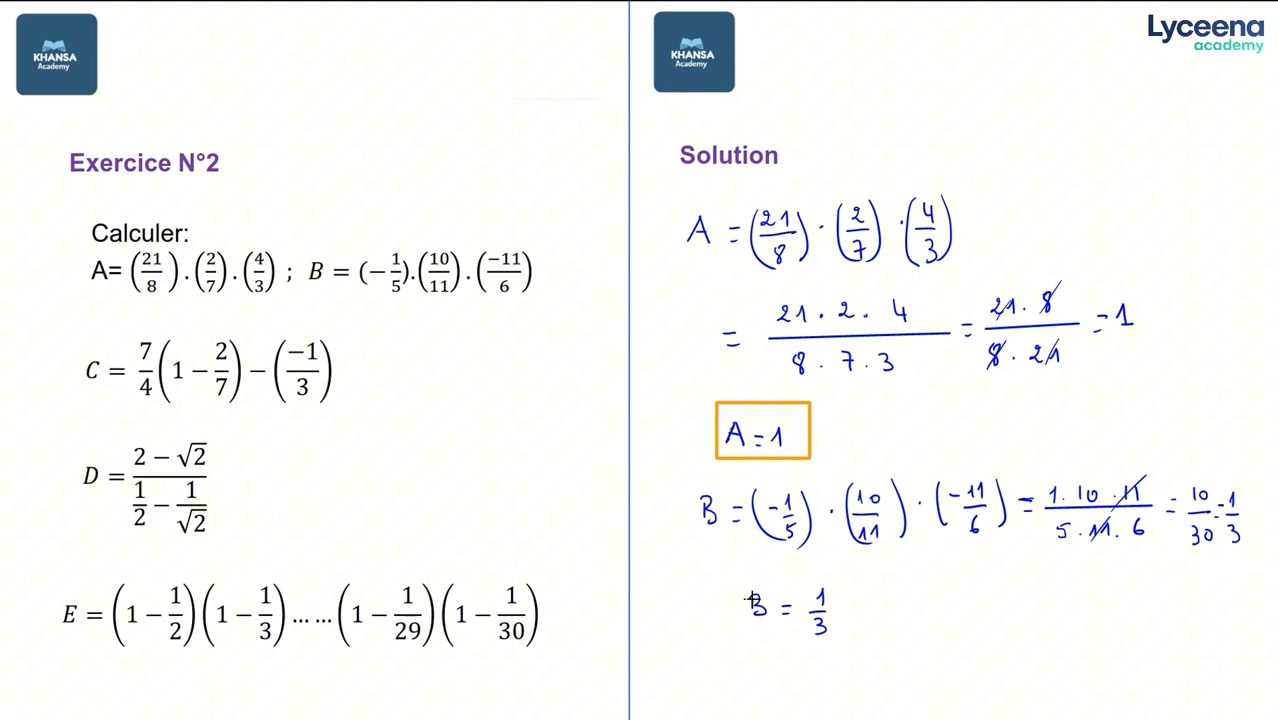 KHANSA
Academy
Exercice N°2
Calculer:
A= (21/8).(2/7).(4/3) ; B = (−1/5).(10/11).(−11/6)
C = 7/4(1 − 2/7) − (−1/3)
D = (2 − √2)/(1/2 − 1/√2)
E = (1 − 1/2)(1 − 1/3)……(1 − 1/29)(1 − 1/30)
KHANSA
Academy
Lyceena
academy
Solution
A = (21/8) · (2/7) · (4/3)
= (21 . 2 . 4)/(8 . 7 . 3) = (21 . 8)/(8 . 21) = 1
A = 1
B = (-1/5) · (10/11) · (-11/6) = (1. 10 . 11)/(5 . 11 . 6) = 10/30 = 1/3
B = 1/3